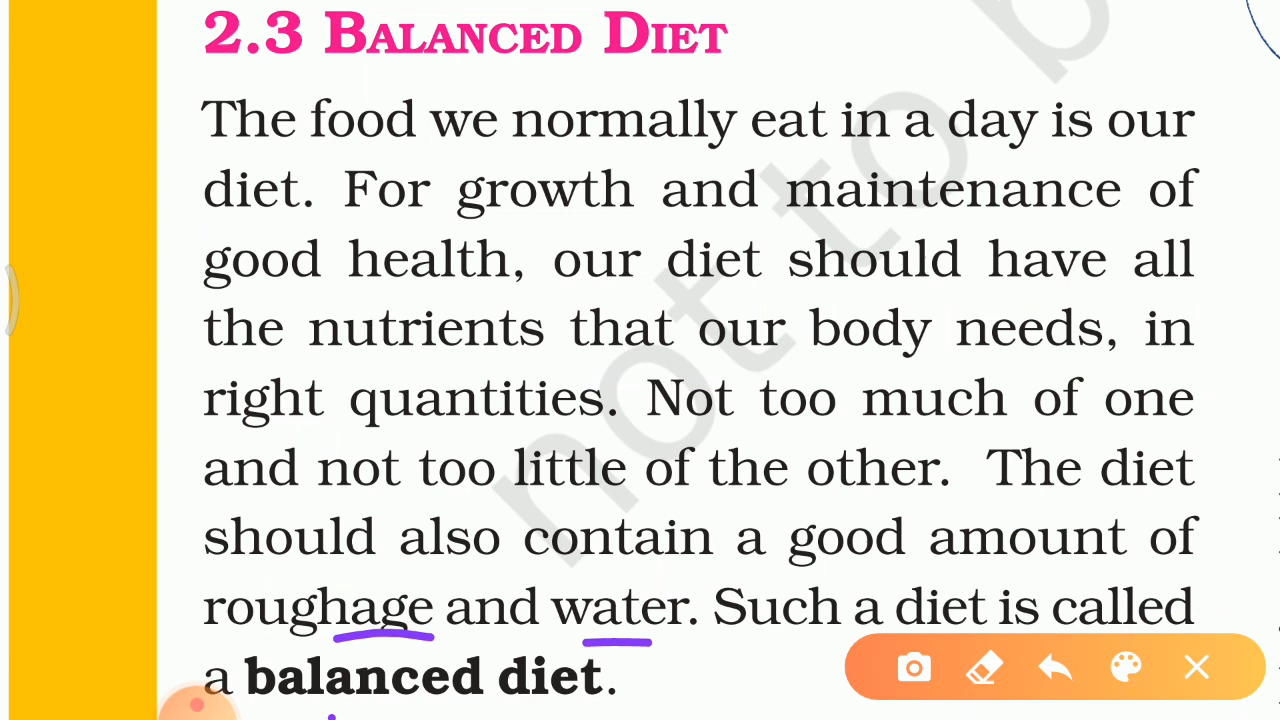 2.3 BALANCED DIET
The food we normally eat in a day is our
diet. For growth and maintenance of
good health, our diet should have all
the nutrients that our body needs, in
right quantities. Not too much of one
and not too little of the other. The diet
should also contain a good amount of
roughage and water. Such a diet is called
a balanced diet.
not to b